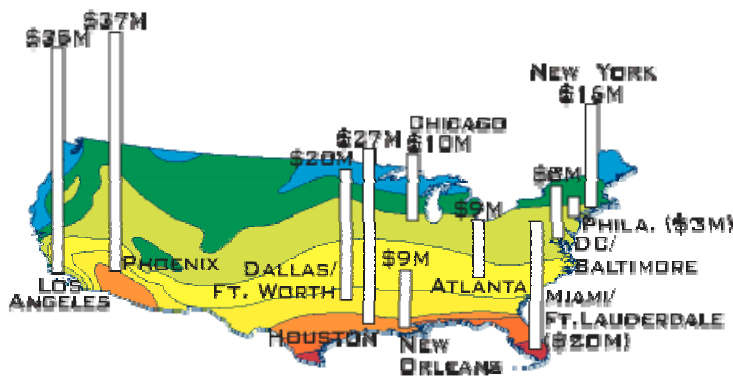 $37M
$35M
NEW YORK
$16M
CHICAGO
$10M
$27M
$20M
$8M
$9M
PHILA. ($3M)
DC/
BALTIMORE
PHOENIX
$9M
DALLAS/
FT. WORTH
ATLANTA
LOS
ANGELES
MIAMI/
FT.LAUDERDALE
($20M)
HOUSTON
NEW
ORLEANS